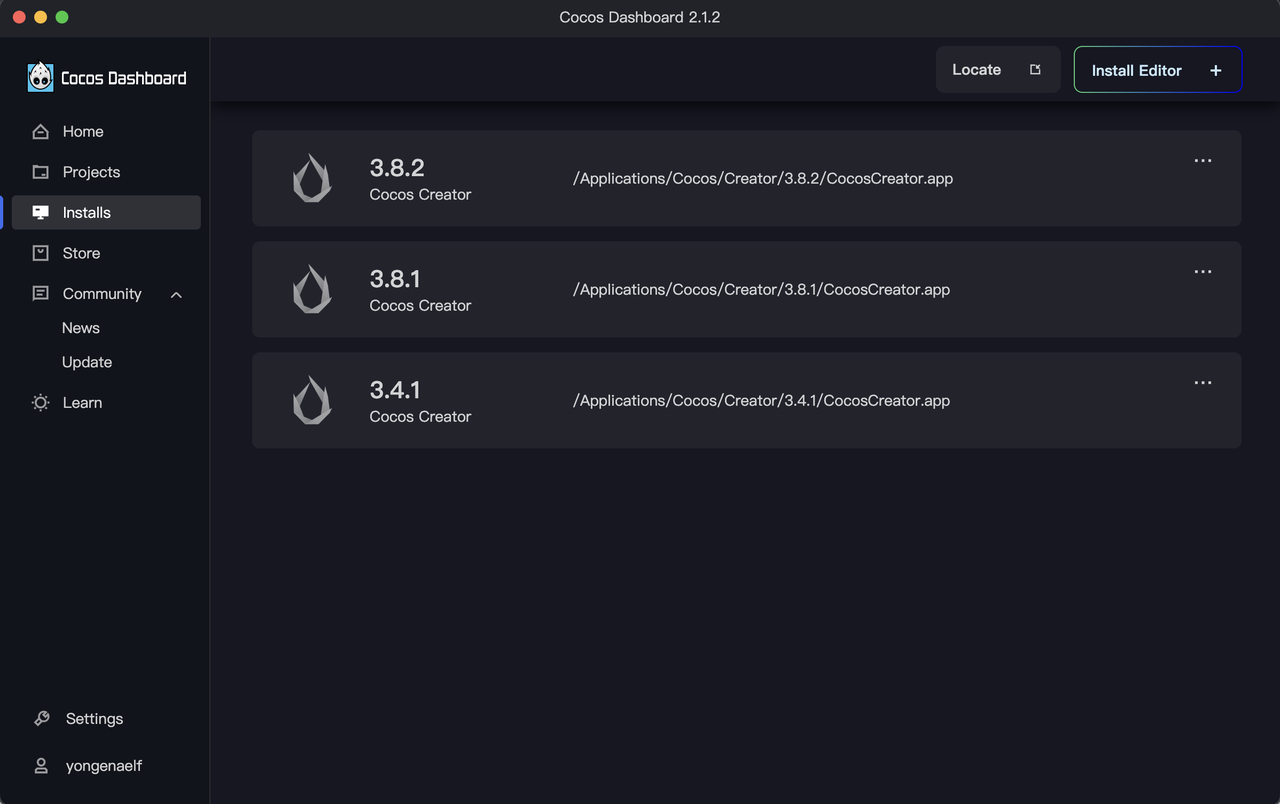 Cocos Dashboard 2.1.2
Cocos Dashboard
Home
Projects
Installs
Store
Community
News
Update
Learn
Settings
yongenaelf
Locate
Install Editor +
3.8.2
Cocos Creator
/Applications/Cocos/Creator/3.8.2/CocosCreator.app
...
3.8.1
Cocos Creator
/Applications/Cocos/Creator/3.8.1/CocosCreator.app
...
3.4.1
Cocos Creator
/Applications/Cocos/Creator/3.4.1/CocosCreator.app
...